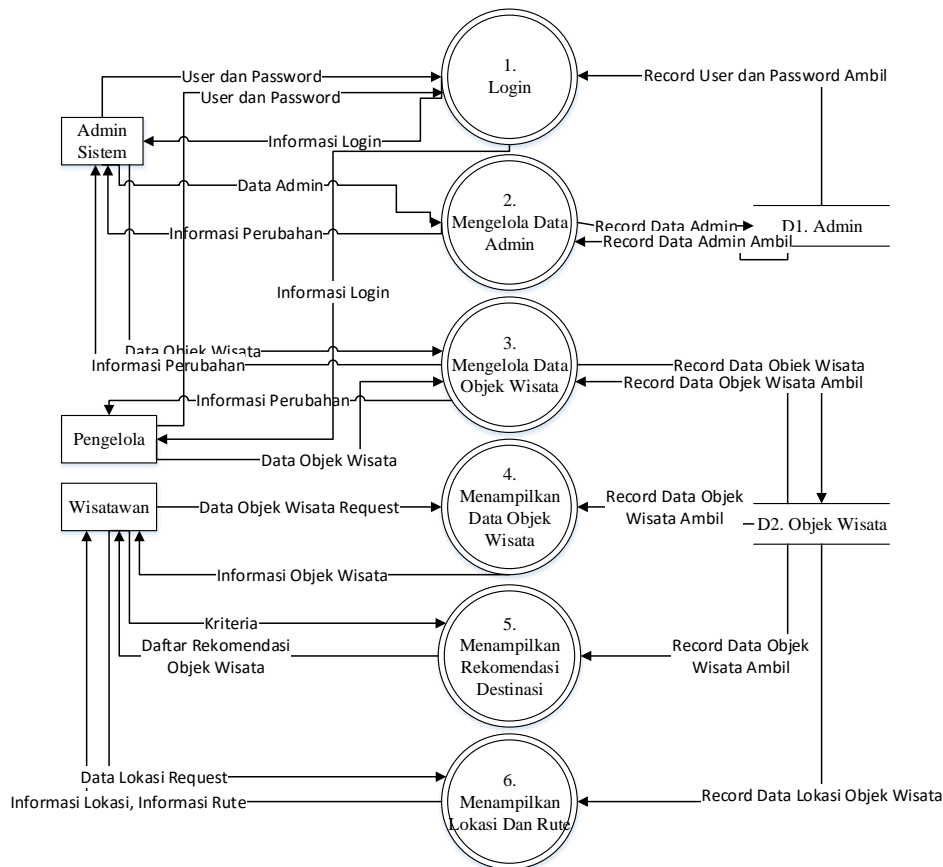 1.
Login
User dan Password
User dan Password
Record User dan Password Ambil
Admin
Sistem
Informasi Login
Data Admin
2.
Mengelola Data
Admin
Record Data Admin
D1. Admin
Record Data Admin Ambil
Informasi Perubahan
Informasi Login
3.
Mengelola Data
Objek Wisata
Data Objek Wisata
Informasi Perubahan
Record Data Objek Wisata
Record Data Objek Wisata Ambil
Informasi Perubahan
Pengelola
Data Objek Wisata
4.
Menampilkan
Data Objek
Wisata
Wisatawan
Data Objek Wisata Request
Record Data Objek
Wisata Ambil
D2. Objek Wisata
Informasi Objek Wisata
5.
Menampilkan
Rekomendasi
Destinasi
Kriteria
Daftar Rekomendasi
Objek Wisata
Record Data Objek
Wisata Ambil
6.
Menampilkan
Lokasi Dan Rute
Data Lokasi Request
Informasi Lokasi, Informasi Rute
Record Data Lokasi Objek Wisata